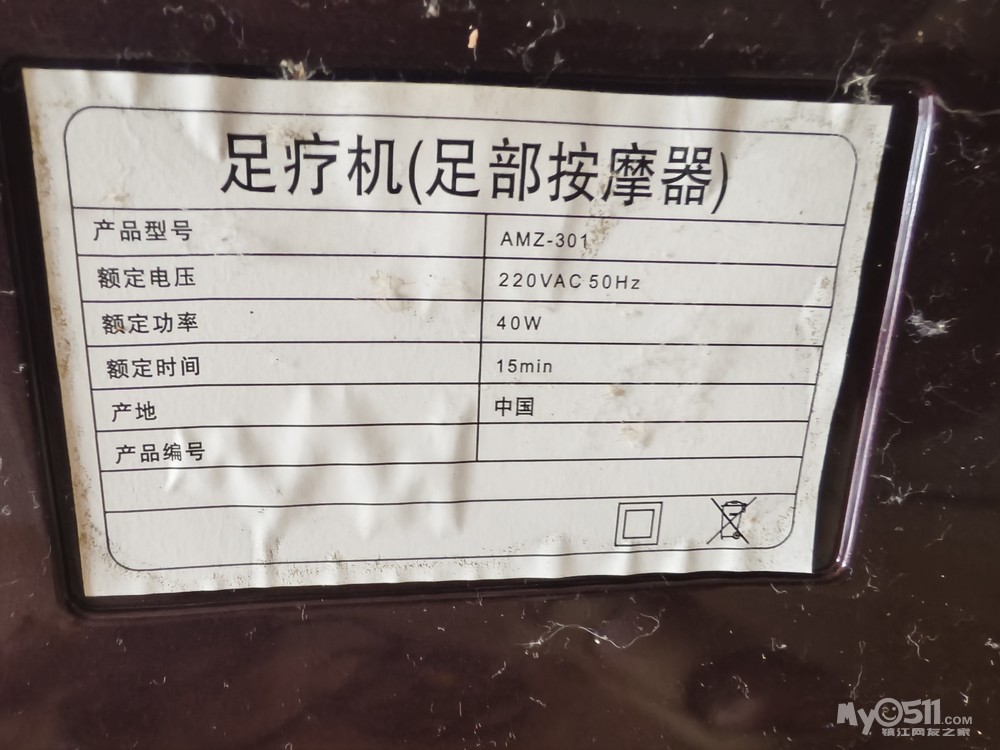 足疗机(足部按摩器)
产品型号 AMZ-301
额定电压 220VAC 50Hz
额定功率 40W
额定时间 15min
产地 中国
产品编号
My0511.COM
镇江网友之家